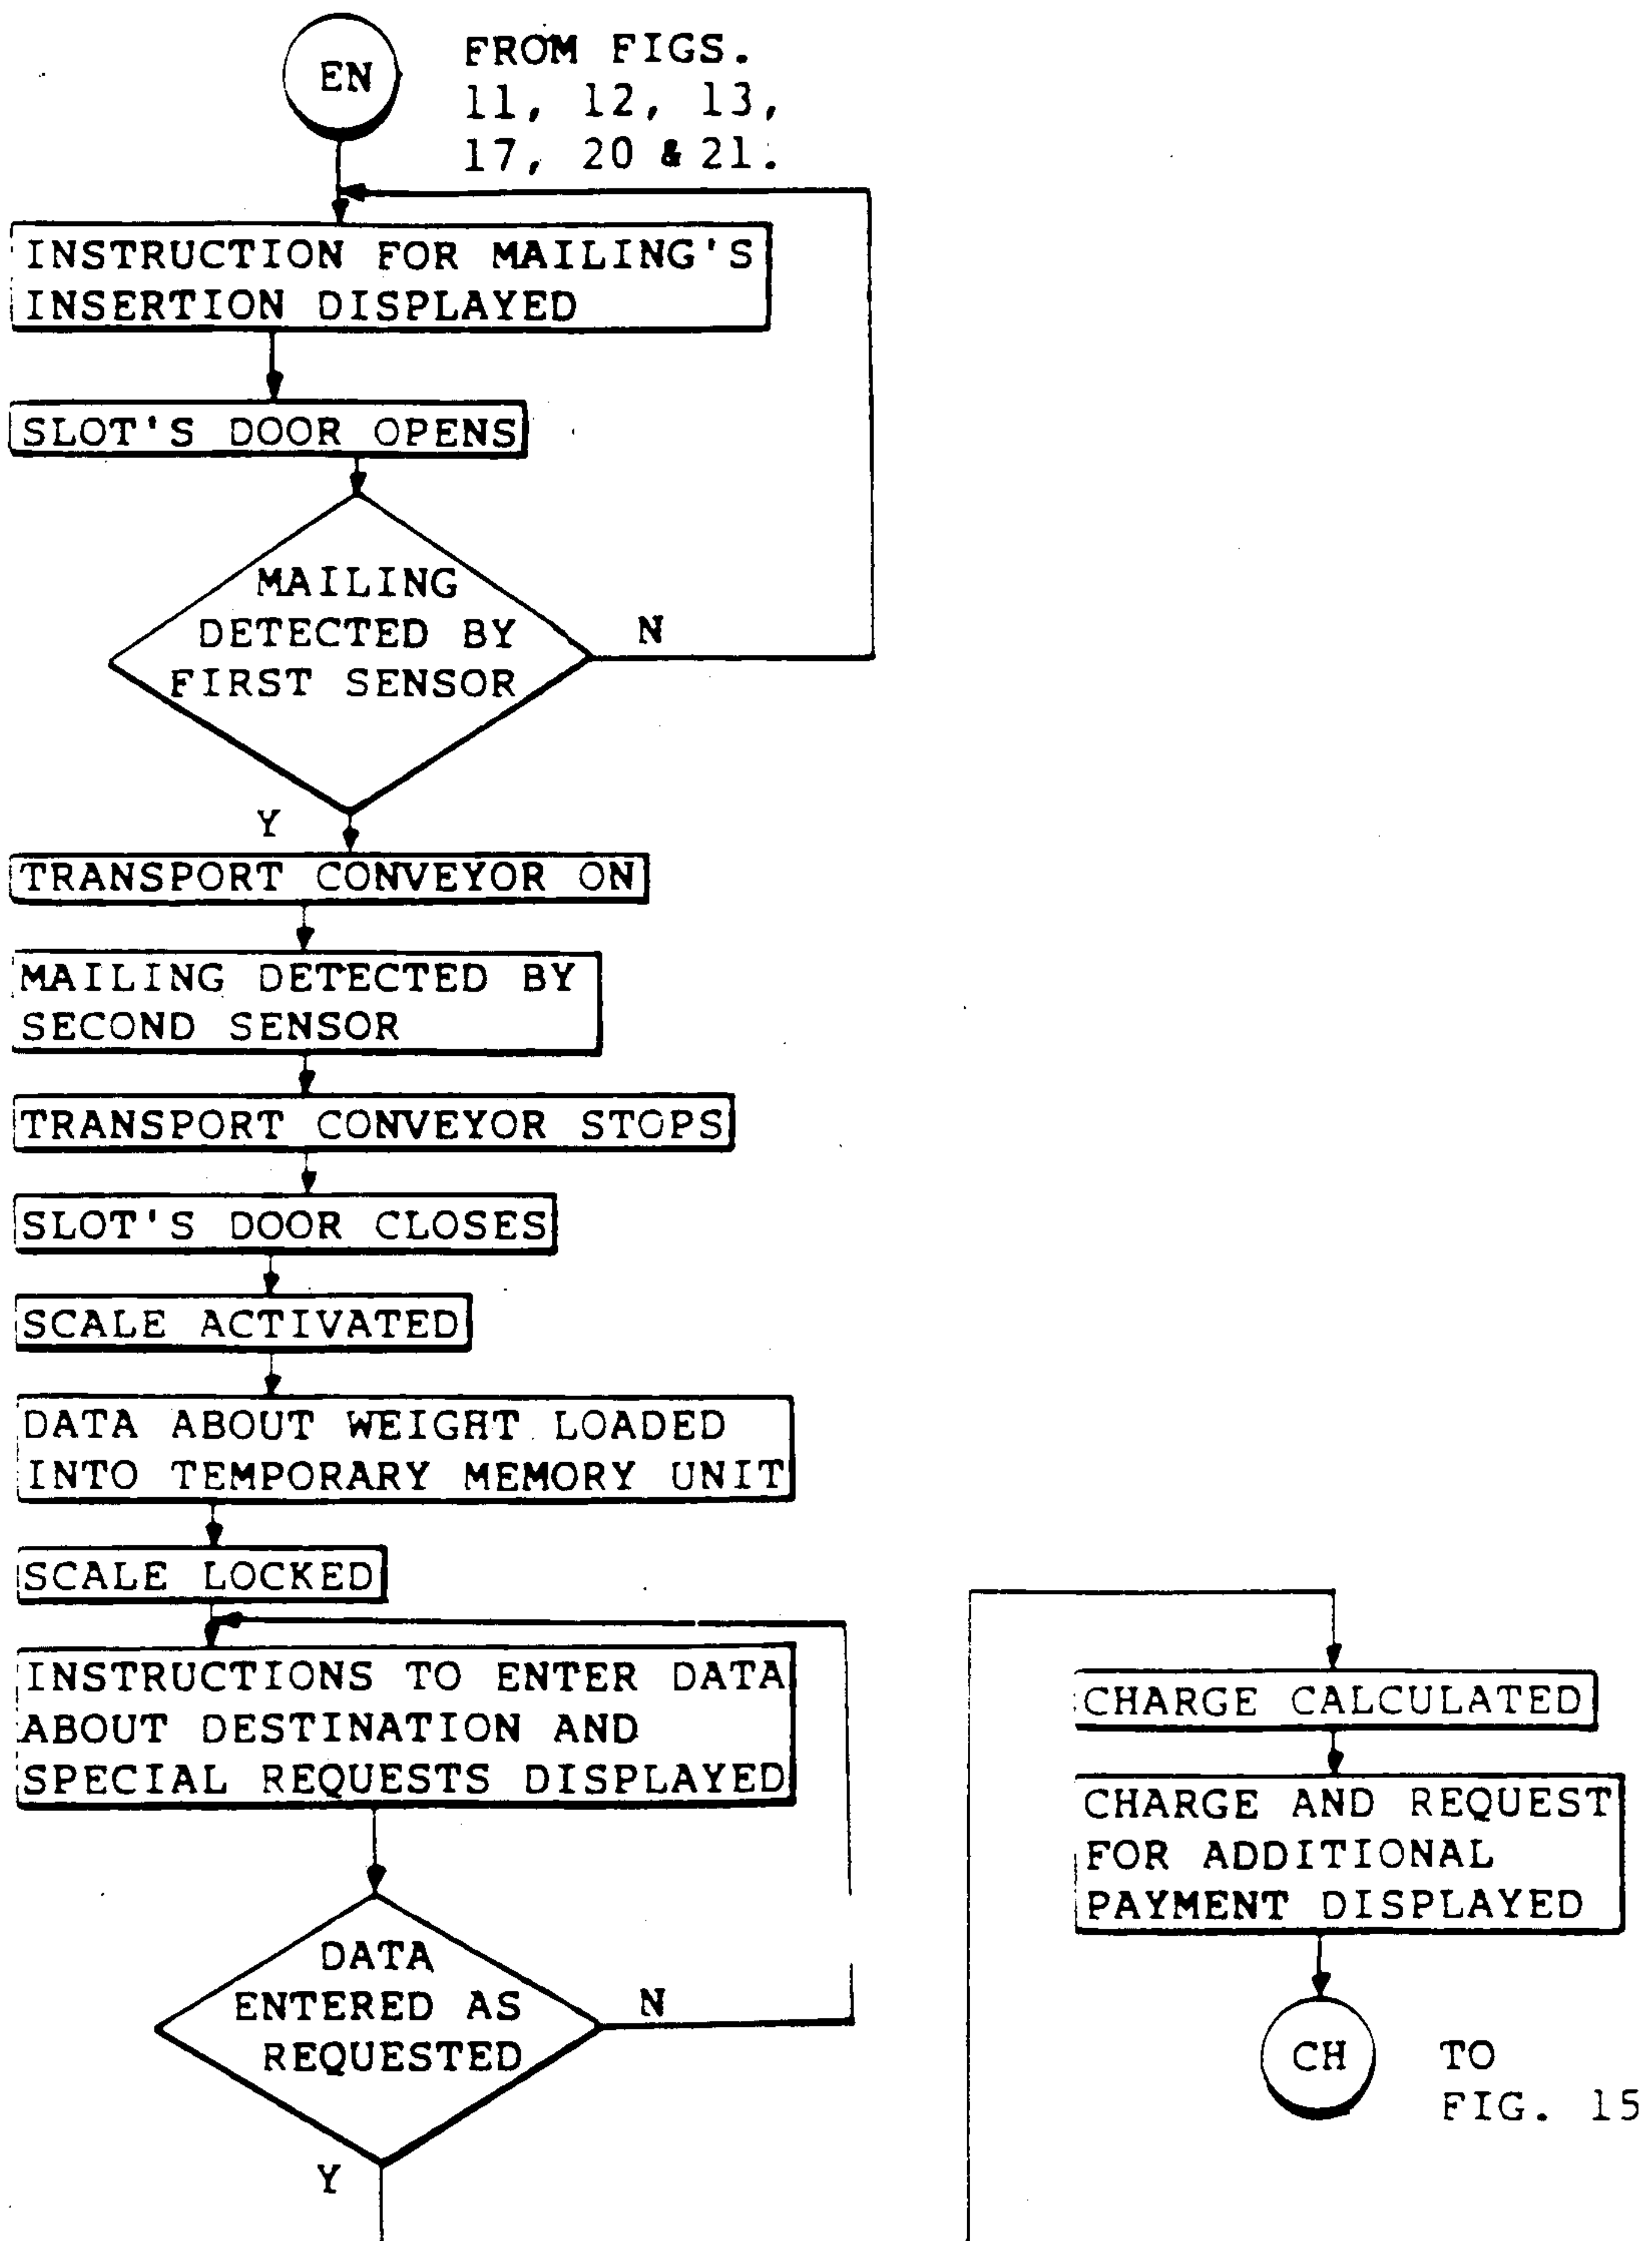 EN
FROM FIGS.
11, 12, 13,
17, 20 & 21.
INSTRUCTION FOR MAILING'S
INSERTION DISPLAYED
SLOT'S DOOR OPENS
MAILING
DETECTED BY
FIRST SENSOR
N
Y
TRANSPORT CONVEYOR ON
MAILING DETECTED BY
SECOND SENSOR
TRANSPORT CONVEYOR STOPS
SLOT'S DOOR CLOSES
SCALE ACTIVATED
DATA ABOUT WEIGHT LOADED
INTO TEMPORARY MEMORY UNIT
SCALE LOCKED
INSTRUCTIONS TO ENTER DATA
ABOUT DESTINATION AND
SPECIAL REQUESTS DISPLAYED
DATA
ENTERED AS
REQUESTED
N
Y
CHARGE CALCULATED
CHARGE AND REQUEST
FOR ADDITIONAL
PAYMENT DISPLAYED
CH
TO
FIG. 15